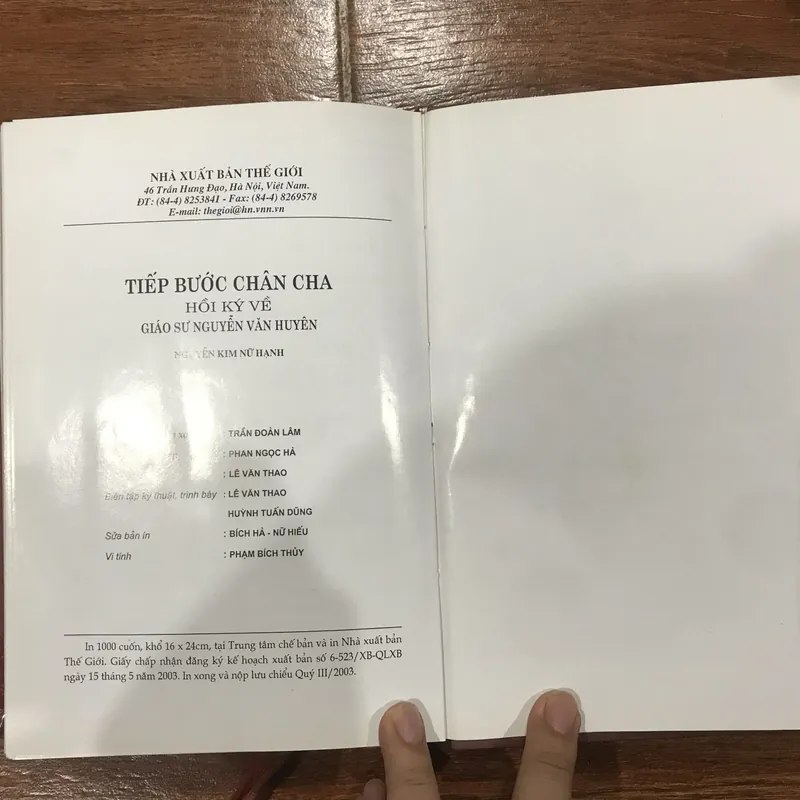 NHÀ XUẤT BẢN THẾ GIỚI
46 Trần Hưng Đạo, Hà Nội, Việt Nam.
ĐT: (84-4) 8253841 - Fax: (84-4) 8269578
E-mail: thegioi@hn.vnn.vn
TIẾP BƯỚC CHÂN CHA
HỒI KÝ VỀ
GIÁO SƯ NGUYỄN VĂN HUYÊN
NGUYỄN KIM NỮ HẠNH
: TRẦN ĐOÀN LÂM
: PHAN NGỌC HÀ
: LÊ VĂN THAO
Biên tập kỹ thuật, trình bày : LÊ VĂN THAO
HUỲNH TUẤN DŨNG
Sửa bản in : BÍCH HÀ - NỮ HIẾU
Vi tính : PHẠM BÍCH THỦY
In 1000 cuốn, khổ 16 x 24cm, tại Trung tâm chế bản và in Nhà xuất bản
Thế Giới. Giấy chấp nhận đăng ký kế hoạch xuất bản số 6-523/XB-QLXB
ngày 15 tháng 5 năm 2003. In xong và nộp lưu chiểu Quý III/2003.